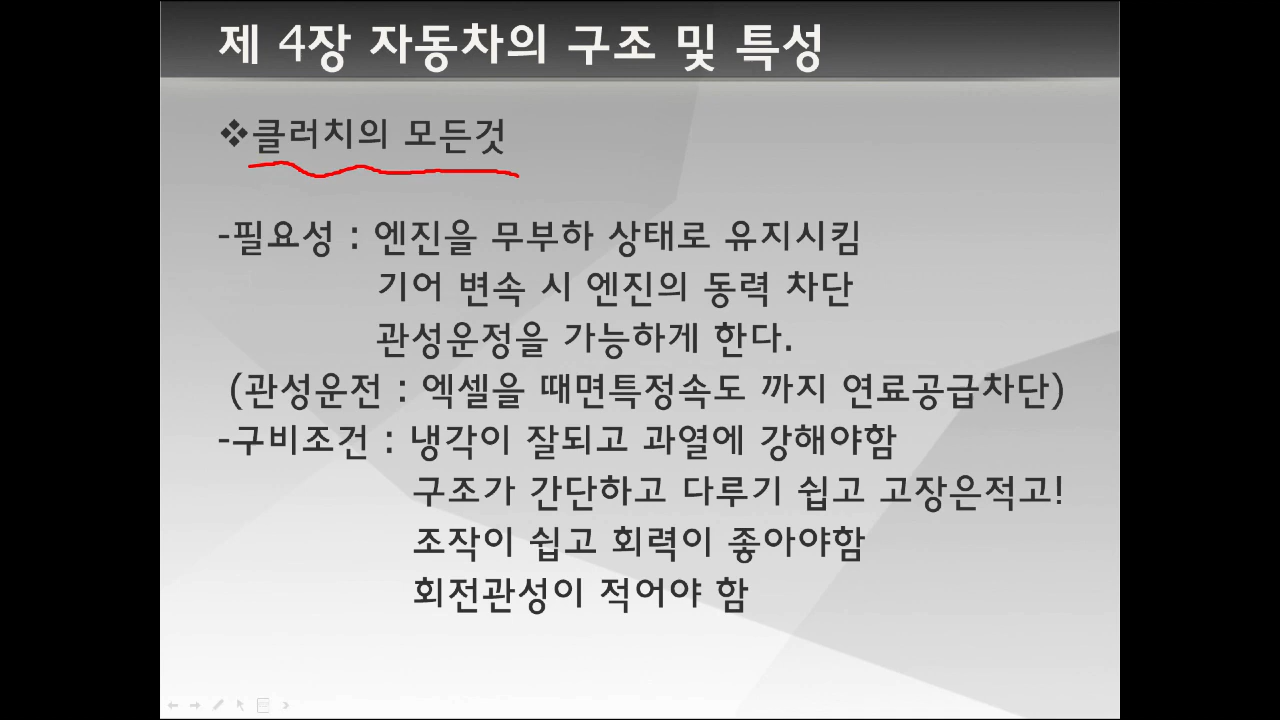 제 4장 자동차의 구조 및 특성
❖클러치의 모든것
-필요성 : 엔진을 무부하 상태로 유지시킴
기어 변속 시 엔진의 동력 차단
관성운정을 가능하게 한다.
(관성운전 : 엑셀을 때면특정속도 까지 연료공급차단)
-구비조건 : 냉각이 잘되고 과열에 강해야함
구조가 간단하고 다루기 쉽고 고장은적고!
조작이 쉽고 회력이 좋아야함
회전관성이 적어야 함